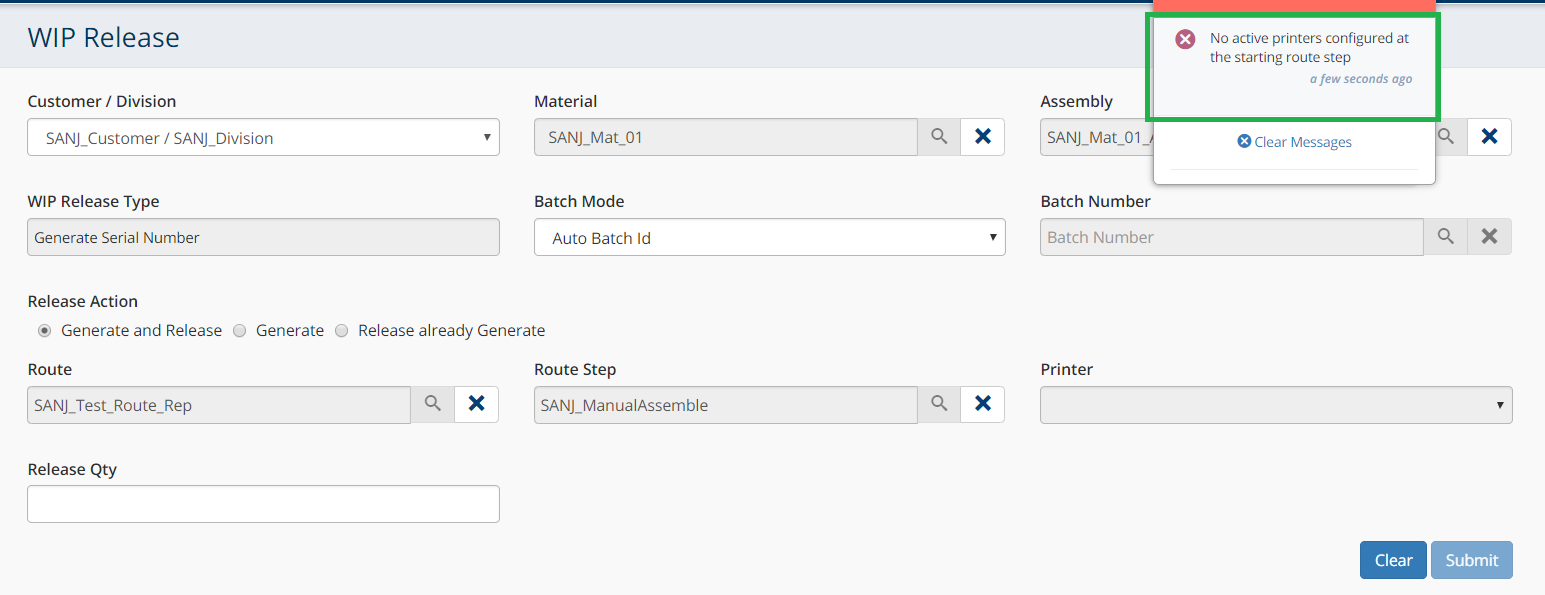 WIP Release
No active printers configured at
the starting route step
a few seconds ago
Clear Messages
Customer / Division
Material
Assembly
SANJ_Customer / SANJ_Division
SANJ_Mat_01
SANJ_Mat_01_
WIP Release Type
Batch Mode
Batch Number
Generate Serial Number
Auto Batch Id
Batch Number
Release Action
Generate and Release
Generate
Release already Generate
Route
Route Step
Printer
SANJ_Test_Route_Rep
SANJ_ManualAssemble
Release Qty
Clear
Submit